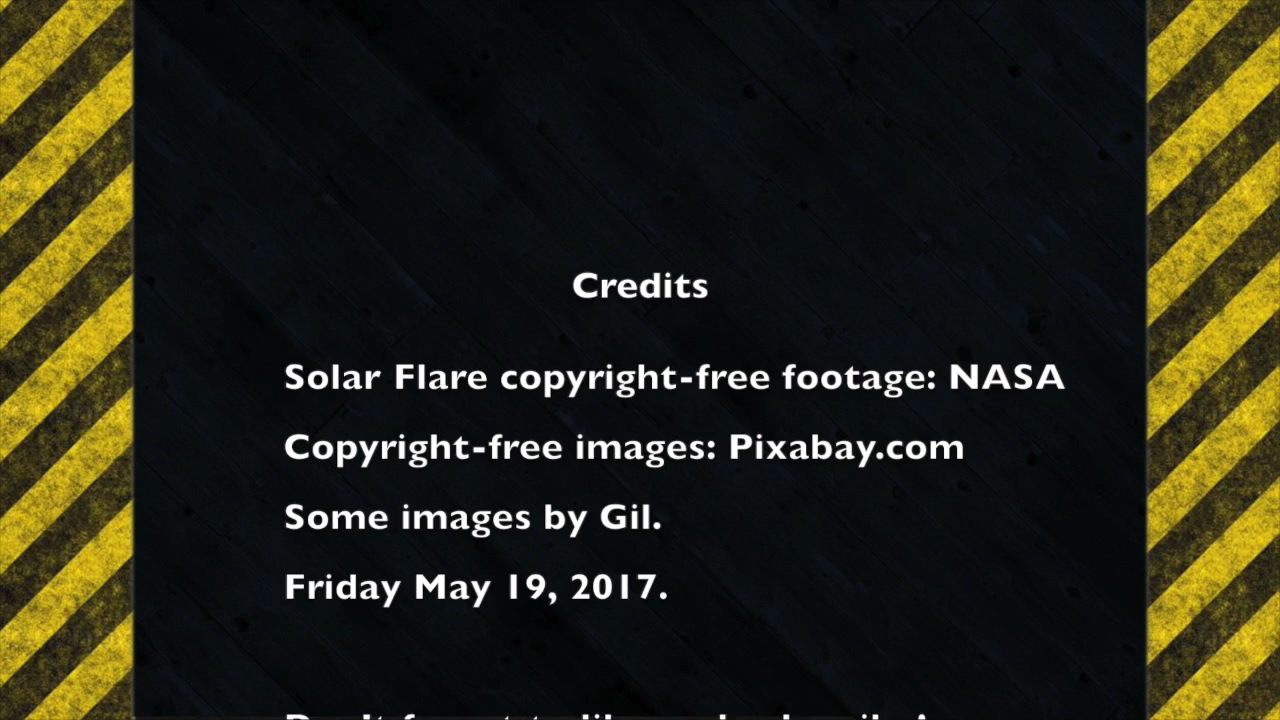 Credits
Solar Flare copyright-free footage: NASA
Copyright-free images: Pixabay.com
Some images by Gil.
Friday May 19, 2017.